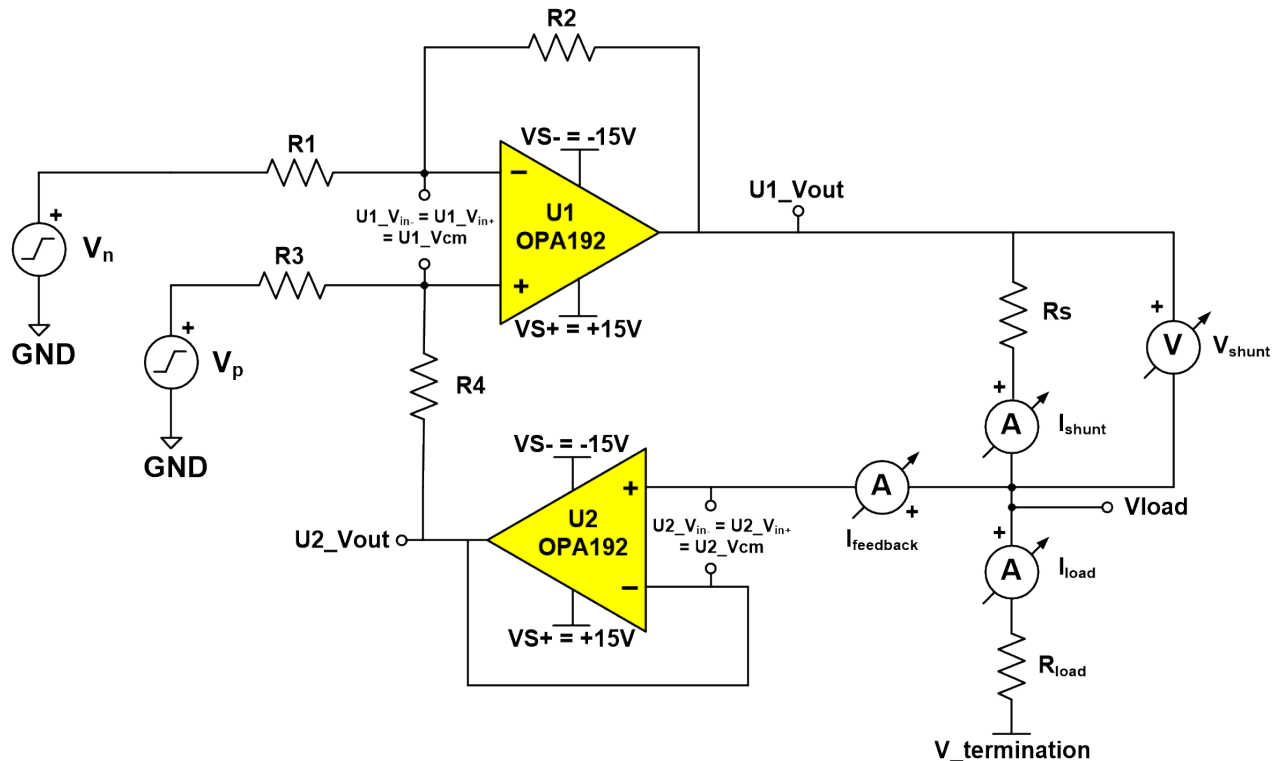 R2
VS- = -15V
R1
U1_Vout
U1_Vin- = U1_Vin+
= U1_Vcm
−
U1
OPA192
+
Vn
GND
R3
+
+
VS+ = +15V
Rs
+
V
Vshunt
Vp
GND
R4
+
A
Ishunt
VS- = -15V
+
U2
OPA192
U2_Vout
U2_Vin- = U2_Vin+
= U2_Vcm
−
A
+
Ifeedback
Vload
+
A
Iload
VS+ = +15V
Rload
V_termination